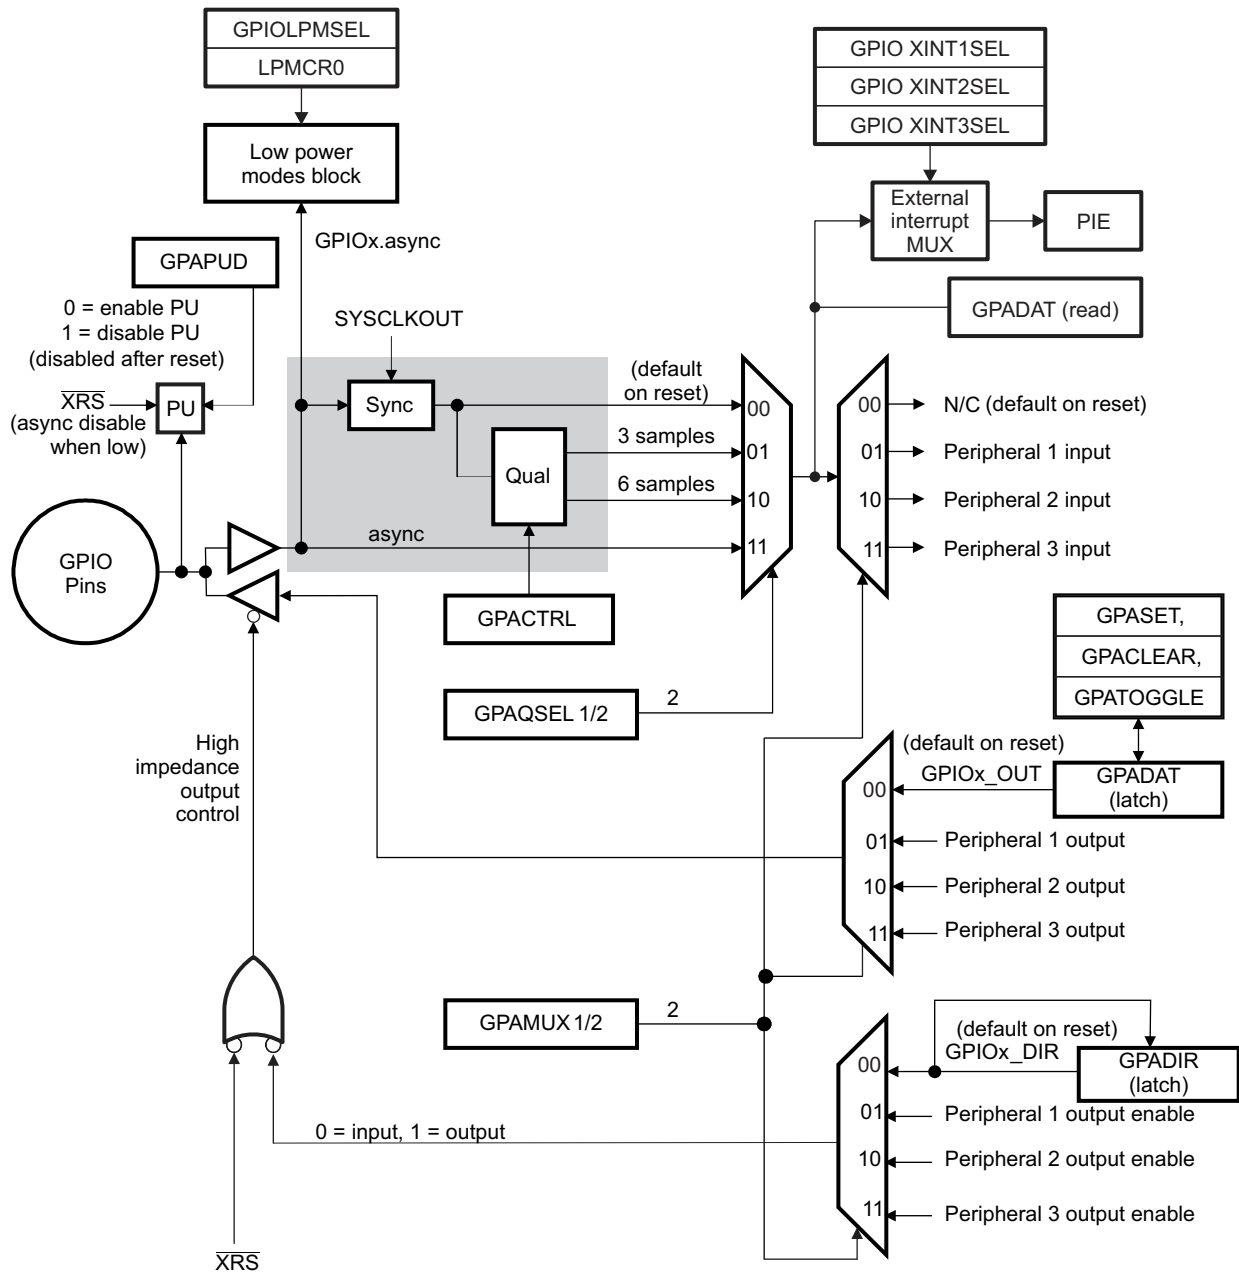 GPIOLPMSEL
LPMCR0
Low power
modes block
GPIOx.async
GPAPUD
0 = enable PU
1 = disable PU
(disabled after reset)
XRS
(async disable
when low)
PU
SYSCLKOUT
Sync
Qual
(default
on reset)
3 samples
6 samples
async
GPIO
Pins
GPACTRL
GPAQSEL 1/2
2
00
01
10
11
GPIO XINT1SEL
GPIO XINT2SEL
GPIO XINT3SEL
External
interrupt
MUX
PIE
GPADAT (read)
00
01
10
11
N/C (default on reset)
Peripheral 1 input
Peripheral 2 input
Peripheral 3 input
GPASET,
GPACLEAR,
GPATOGGLE
GPADAT
(latch)
(default on reset)
GPIOx_OUT
00
01
10
11
Peripheral 1 output
Peripheral 2 output
Peripheral 3 output
High
impedance
output
control
GPAMUX 1/2
2
(default on reset)
GPIOx_DIR
GPADIR
(latch)
00
01
10
11
Peripheral 1 output enable
Peripheral 2 output enable
Peripheral 3 output enable
0 = input, 1 = output
XRS